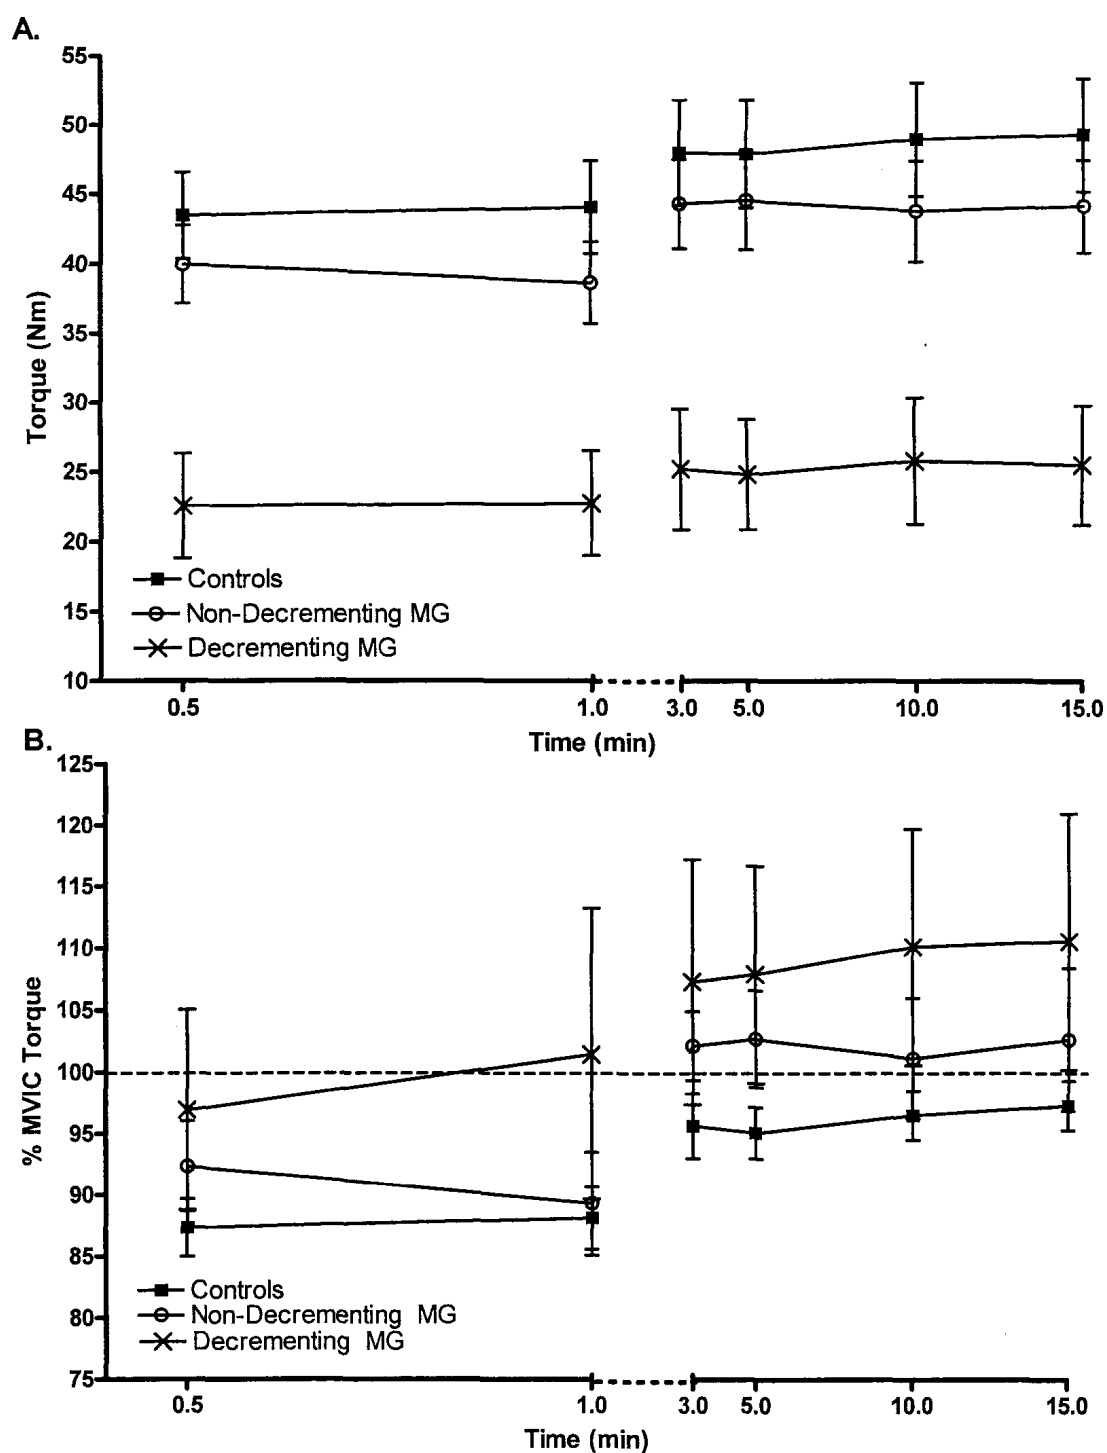 A.
55
50
45
40
35
30
25
20
15
10
Torque (Nm)
Controls
Non-Decrementing MG
Decrementing MG
0.5 1.0 3.0 5.0 10.0 15.0
Time (min)
B.
125
120
115
110
105
100
95
90
85
80
75
% MVIC Torque
Controls
Non-Decrementing MG
Decrementing MG
0.5 1.0 3.0 5.0 10.0 15.0
Time (min)